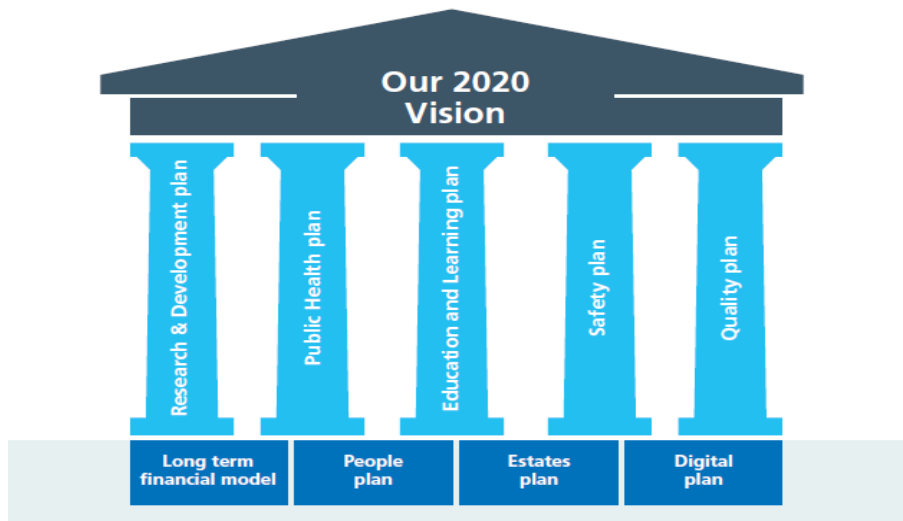 Our 2020
Vision
Research & Development plan
Public Health plan
Education and Learning plan
Safety plan
Quality plan
Long term
financial model
People
plan
Estates
plan
Digital
plan